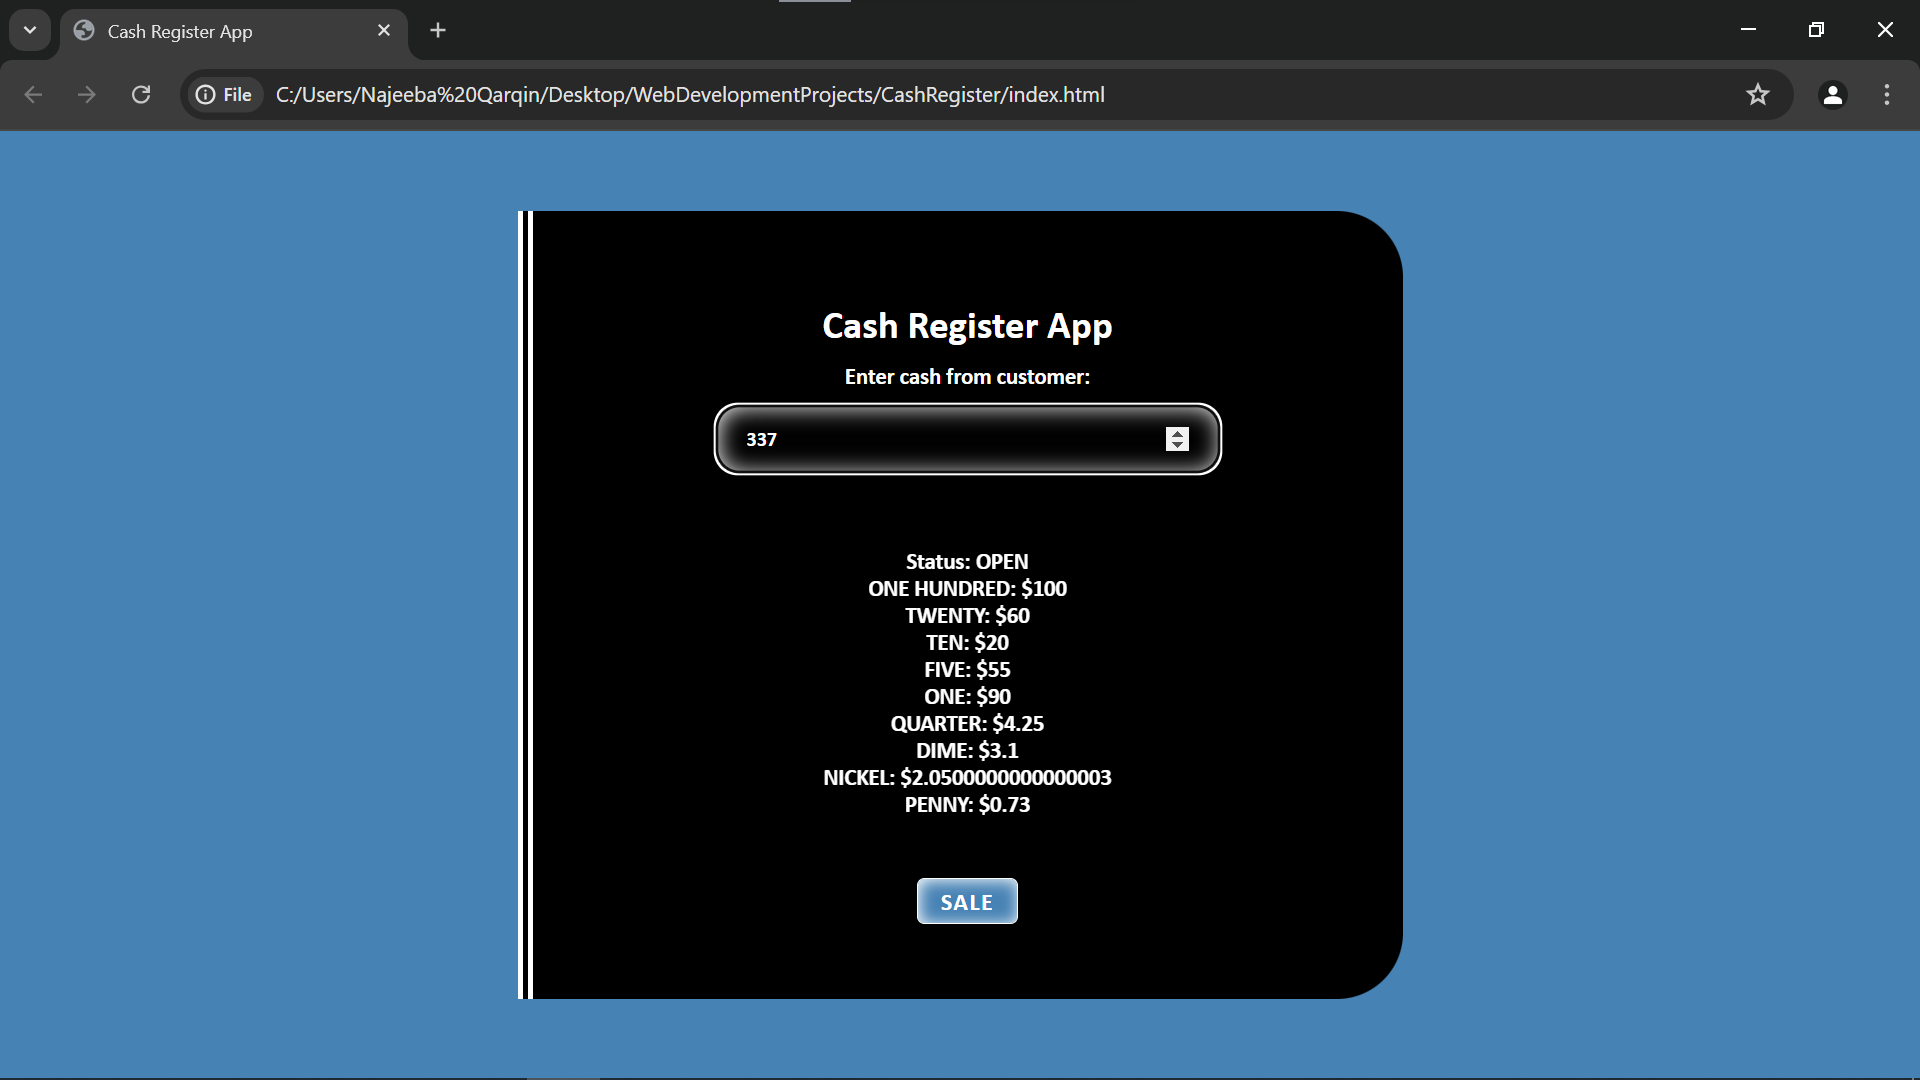 Cash Register App
File
C:/Users/Najeeba%20Qarqin/Desktop/WebDevelopmentProjects/CashRegister/index.html
Cash Register App
Enter cash from customer:
337
Status: OPEN
ONE HUNDRED: $100
TWENTY: $60
TEN: $20
FIVE: $55
ONE: $90
QUARTER: $4.25
DIME: $3.1
NICKEL: $2.0500000000000003
PENNY: $0.73
SALE